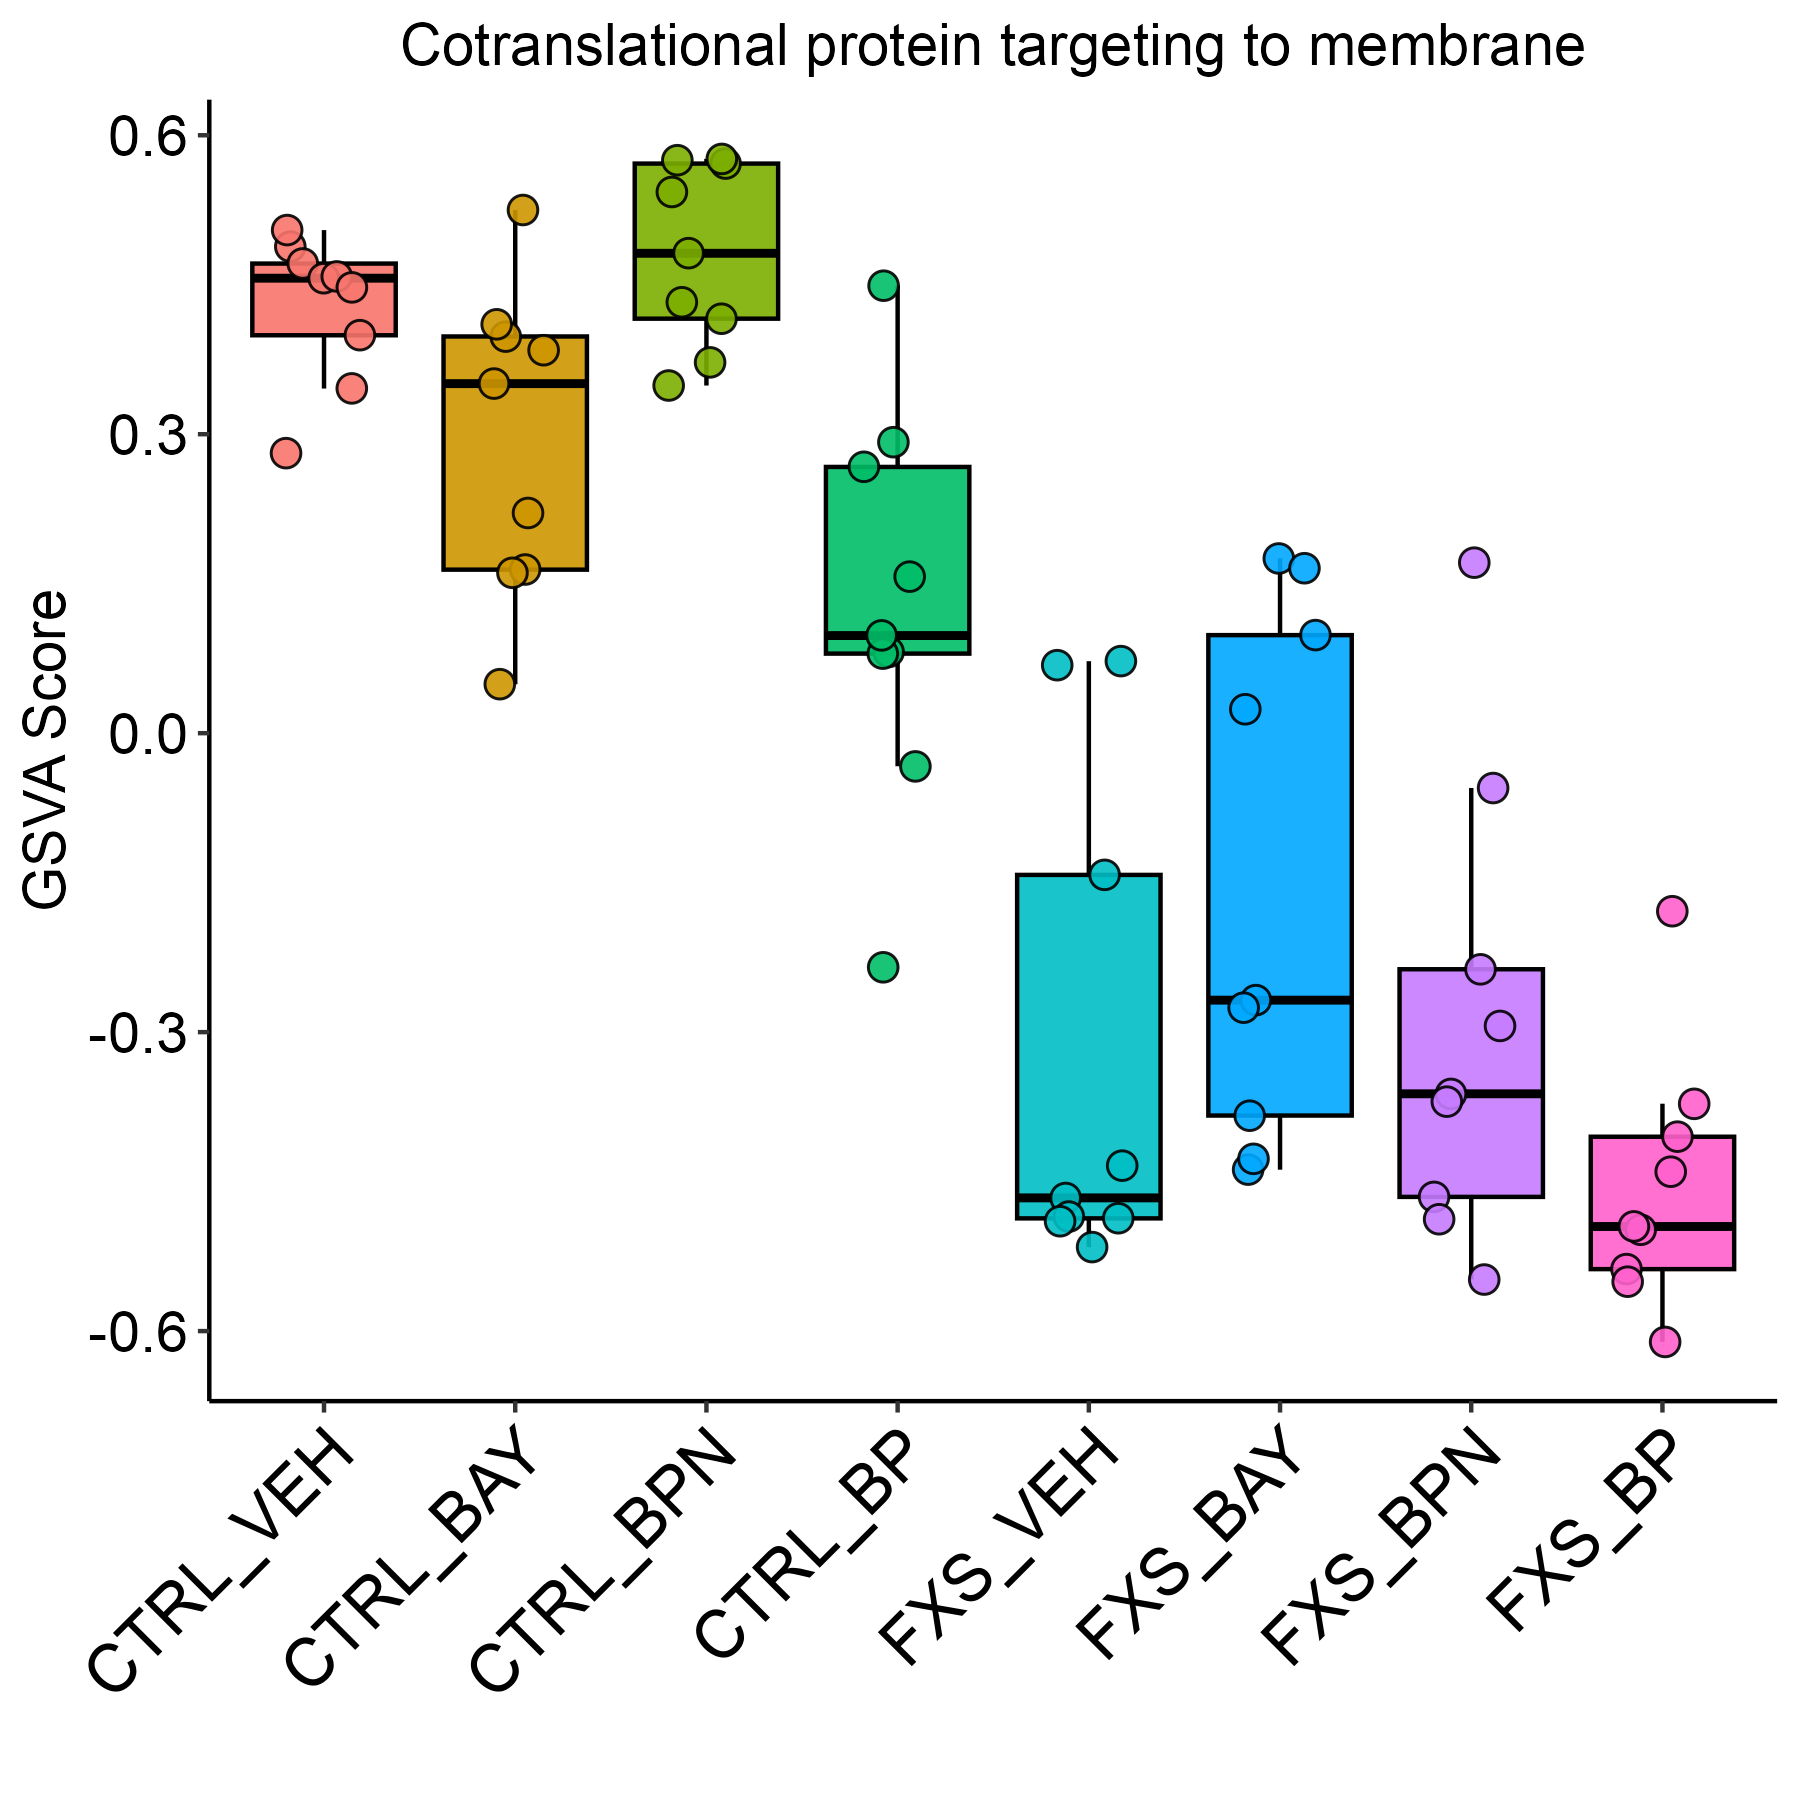 Cotranslational protein targeting to membrane
GSVA Score
0.6
0.3
0.0
-0.3
-0.6
CTRL_VEH
CTRL_BAY
CTRL_BPN
CTRL_BP
FXS_VEH
FXS_BAY
FXS_BPN
FXS_BP